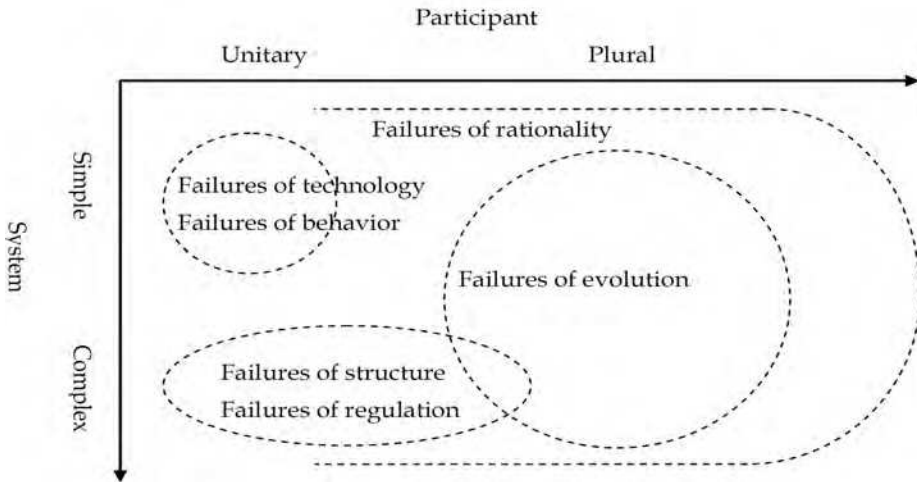 Participant
Unitary
Plural
Failures of rationality
Simple
Failures of technology
Failures of behavior
System
Failures of evolution
Complex
Failures of structure
Failures of regulation